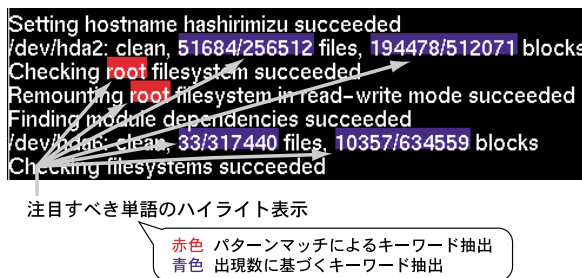 Setting hostname hashirimizu succeeded
/dev/hda2: clean, 51684/256512 files, 194478/512071 blocks
Checking root filesystem succeeded
Remounting root filesystem in read-write mode succeeded
Finding module dependencies succeeded
/dev/hda6: clean, 33/317440 files, 10357/634559 blocks
Checking filesystems succeeded
注目すべき単語のハイライト表示
赤色 パターンマッチによるキーワード抽出
青色 出現数に基づくキーワード抽出